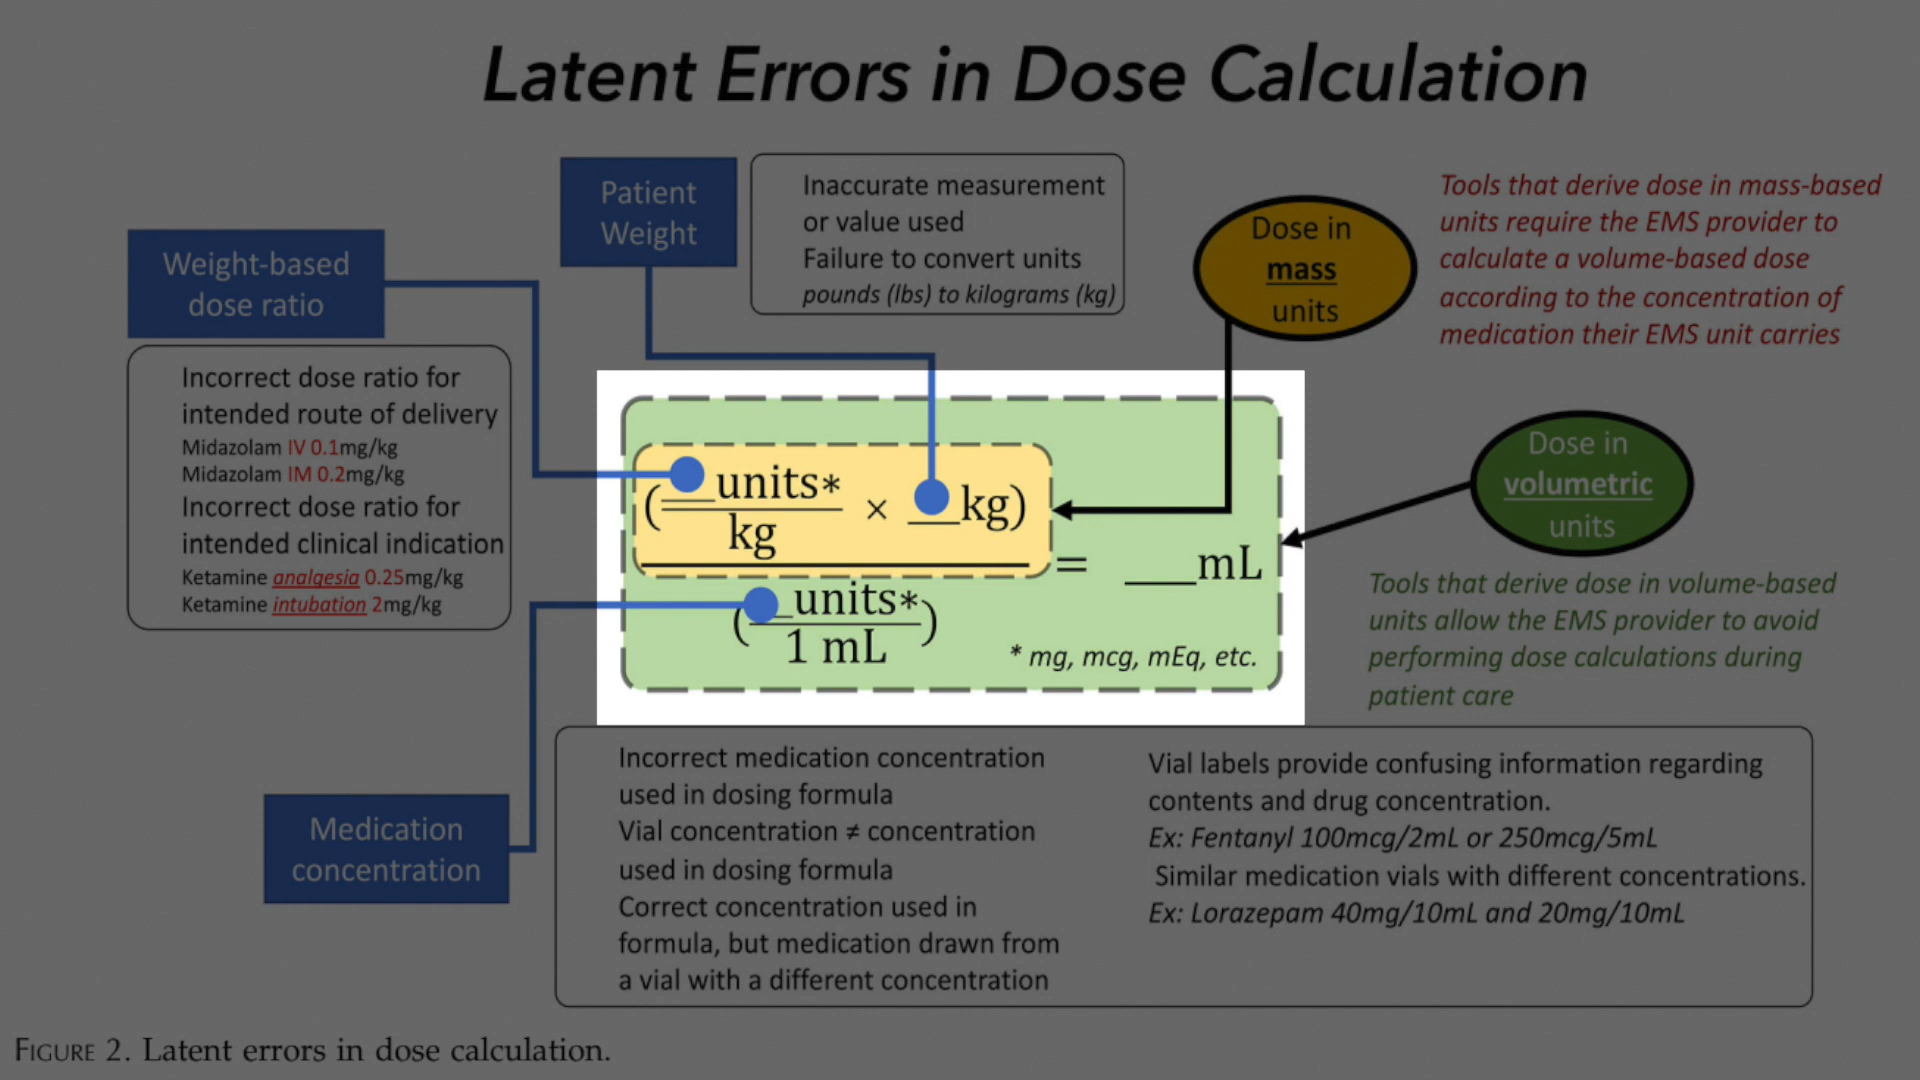 Latent Errors in Dose Calculation
Patient
Weight
Inaccurate measurement
or value used
Failure to convert units
pounds (lbs) to kilograms (kg)
Dose in
mass
units
Tools that derive dose in mass-based
units require the EMS provider to
calculate a volume-based dose
according to the concentration of
medication their EMS unit carries
Weight-based
dose ratio
Incorrect dose ratio for
intended route of delivery
Midazolam IV 0.1mg/kg
Midazolam IM 0.2mg/kg
Incorrect dose ratio for
intended clinical indication
Ketamine analgesia 0.25mg/kg
Ketamine intubation 2mg/kg
(__units*
kg
× __kg)
= ___mL
(__units*)
1 mL
* mg, mcg, mEq, etc.
Dose in
volumetric
units
Tools that derive dose in volume-based
units allow the EMS provider to avoid
performing dose calculations during
patient care
Medication
concentration
Incorrect medication concentration
used in dosing formula
Vial concentration ≠ concentration
used in dosing formula
Correct concentration used in
formula, but medication drawn from
a vial with a different concentration
Vial labels provide confusing information regarding
contents and drug concentration.
Ex: Fentanyl 100mcg/2mL or 250mcg/5mL
Similar medication vials with different concentrations.
Ex: Lorazepam 40mg/10mL and 20mg/10mL
FIGURE 2. Latent errors in dose calculation.